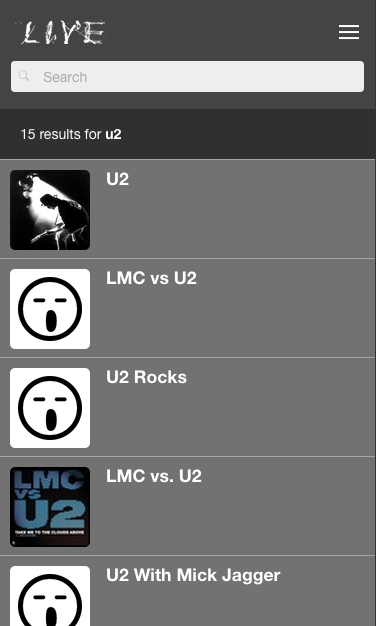 LIVE
Search
15 results for u2
U2
LMC vs U2
U2 Rocks
LMC vs. U2
LMC
VS
U2
TAKE ME TO THE CLOUDS ABOVE
U2 With Mick Jagger